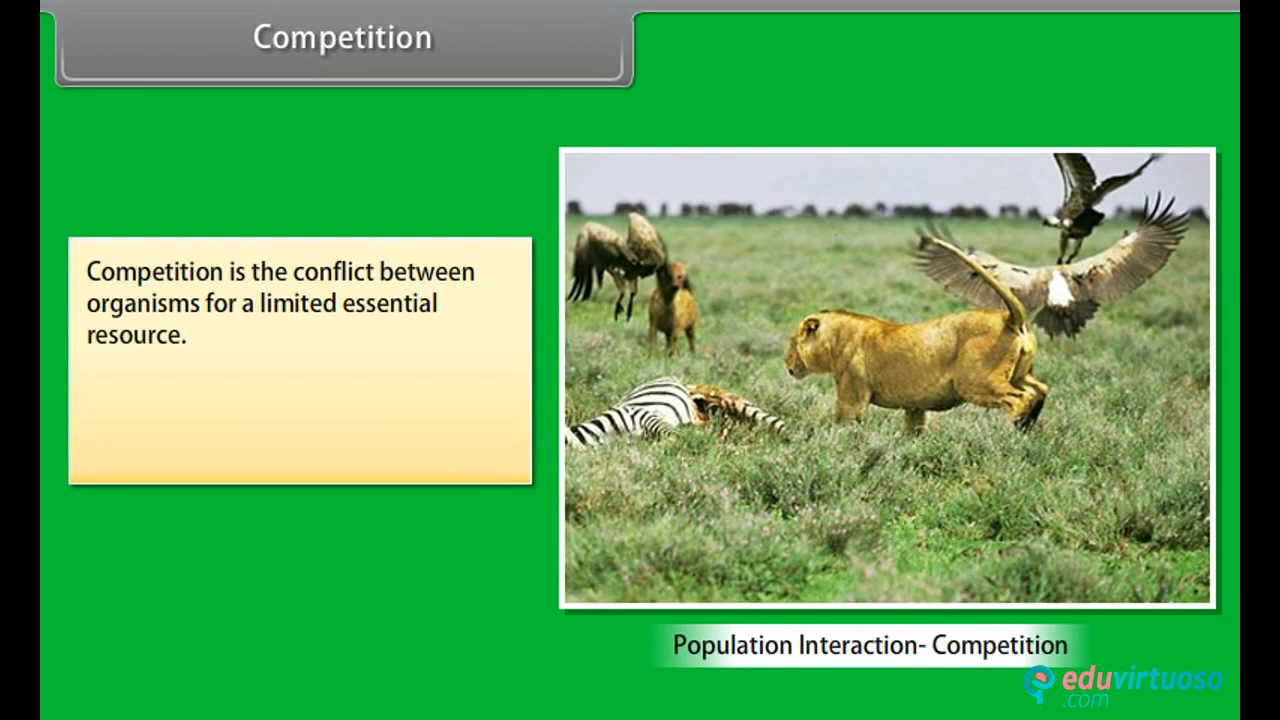 Competition
Competition is the conflict between
organisms for a limited essential
resource.
Population Interaction- Competition
eduvirtuoso
.com